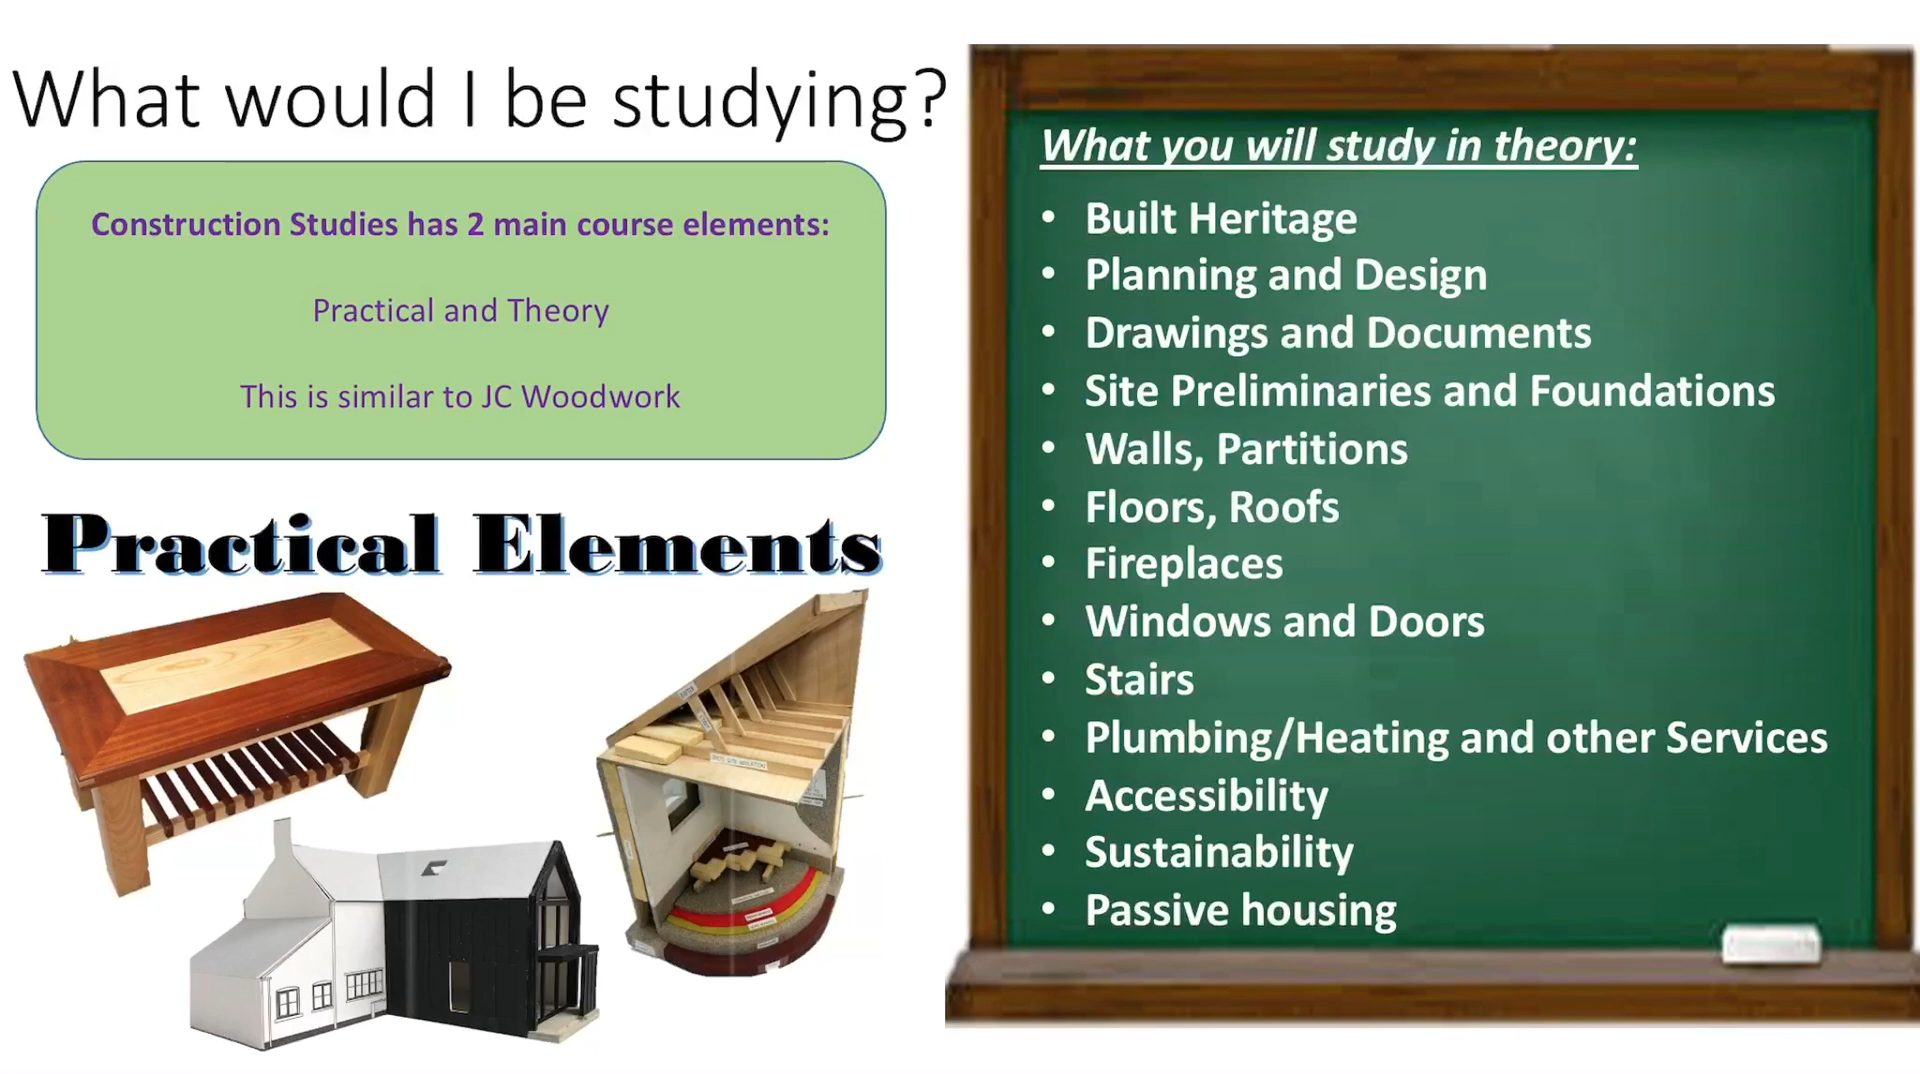 What would I be studying?
Construction Studies has 2 main course elements:
Practical and Theory
This is similar to JC Woodwork
Practical Elements
What you will study in theory:
• Built Heritage
• Planning and Design
• Drawings and Documents
• Site Preliminaries and Foundations
• Walls, Partitions
• Floors, Roofs
• Fireplaces
• Windows and Doors
• Stairs
• Plumbing/Heating and other Services
• Accessibility
• Sustainability
• Passive housing